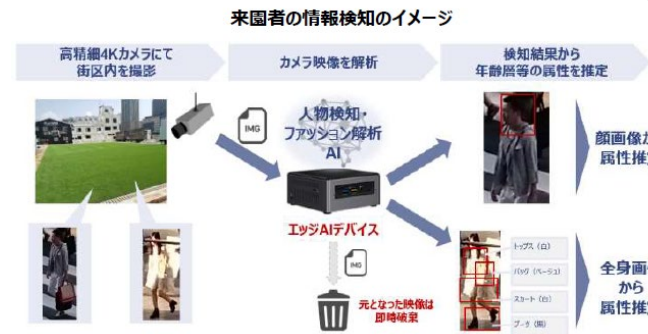 来園者の情報検知のイメージ
高精細4Kカメラにて
街区内を撮影
カメラ映像を解析
検知結果から
年齢層等の属性を推定
IMG
人物検知・
ファッション解析
AI
エッジAIデバイス
IMG
元となった映像は
即時破棄
顔画像か
属性推
トップス（白）
バッグ（ベージュ）
スカート（白）
全身画
から
属性推